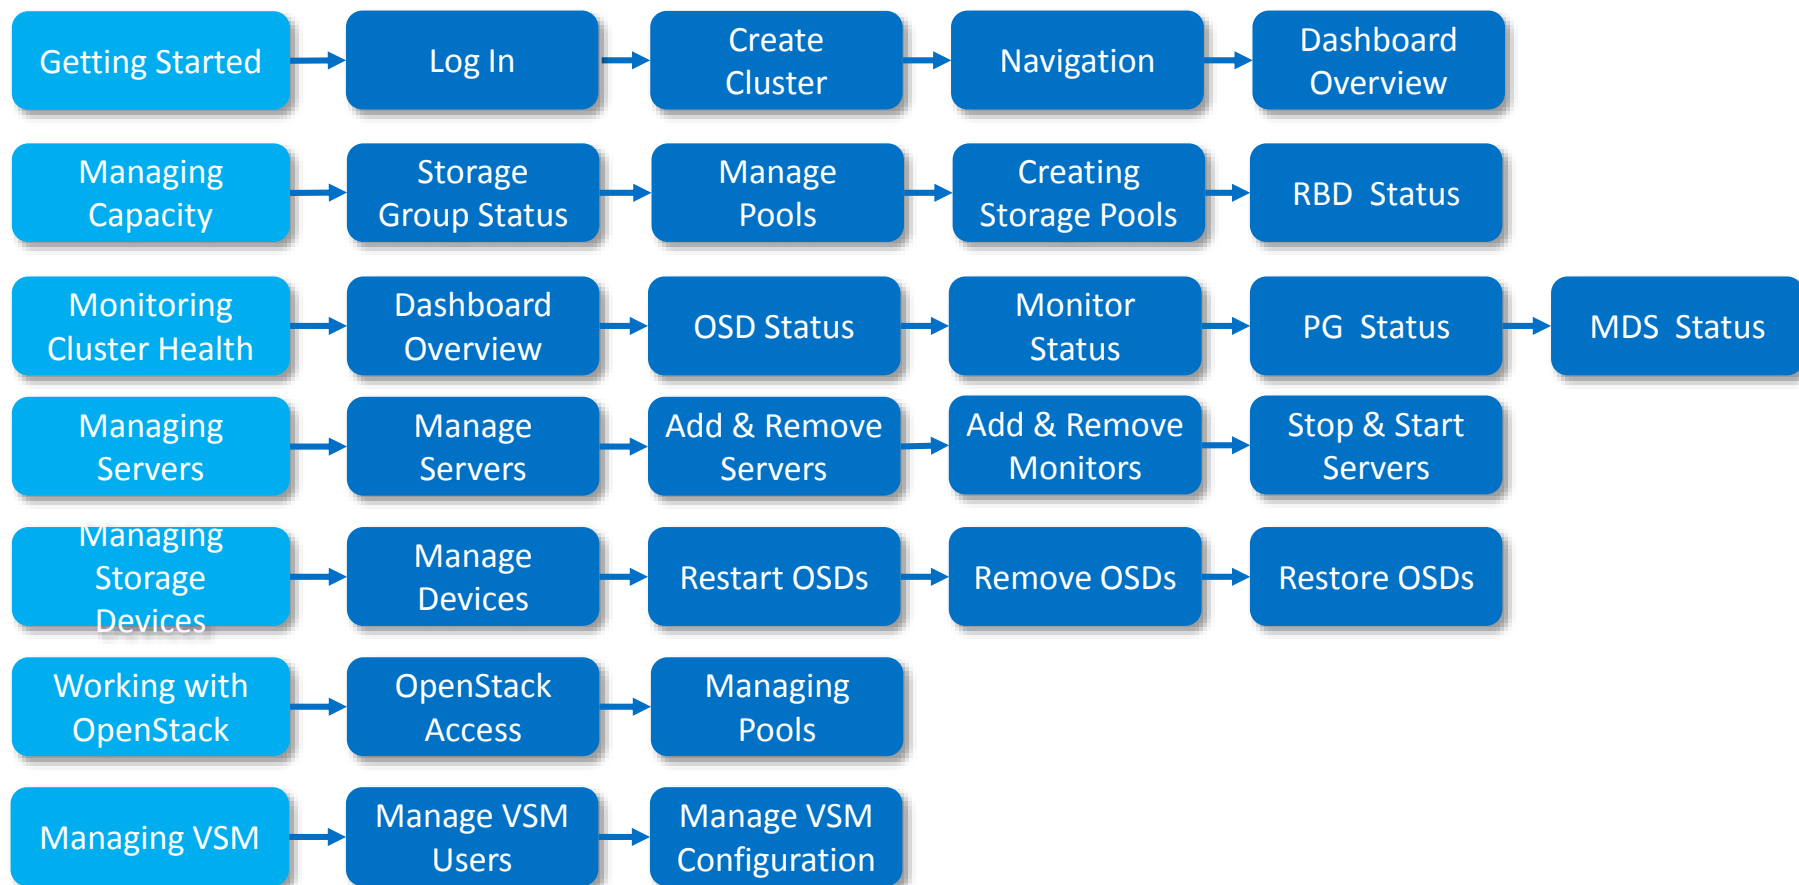 Getting Started
Log In
Create
Cluster
Navigation
Dashboard
Overview
Managing
Capacity
Storage
Group Status
Manage
Pools
Creating
Storage Pools
RBD  Status
Monitoring
Cluster Health
Dashboard
Overview
OSD Status
Monitor
Status
PG  Status
MDS  Status
Managing
Servers
Manage
Servers
Add & Remove
Servers
Add & Remove
Monitors
Stop & Start
Servers
Managing
Storage
Devices
Manage
Devices
Restart OSDs
Remove OSDs
Restore OSDs
Working with
OpenStack
OpenStack
Access
Managing
Pools
Managing VSM
Manage VSM
Users
Manage VSM
Configuration